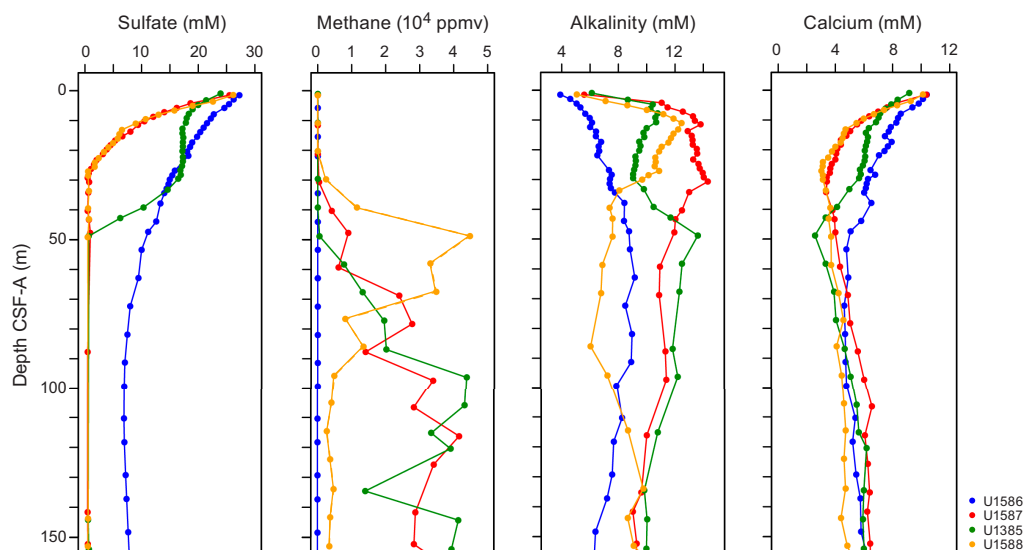 Sulfate (mM) Methane (10⁴ ppmv) Alkalinity (mM) Calcium (mM)
0 10 20 30 0 1 2 3 4 5 4 8 12 0 4 8 12
0
50
100
150
Depth CSF-A (m)
U1586
U1587
U1385
U1588